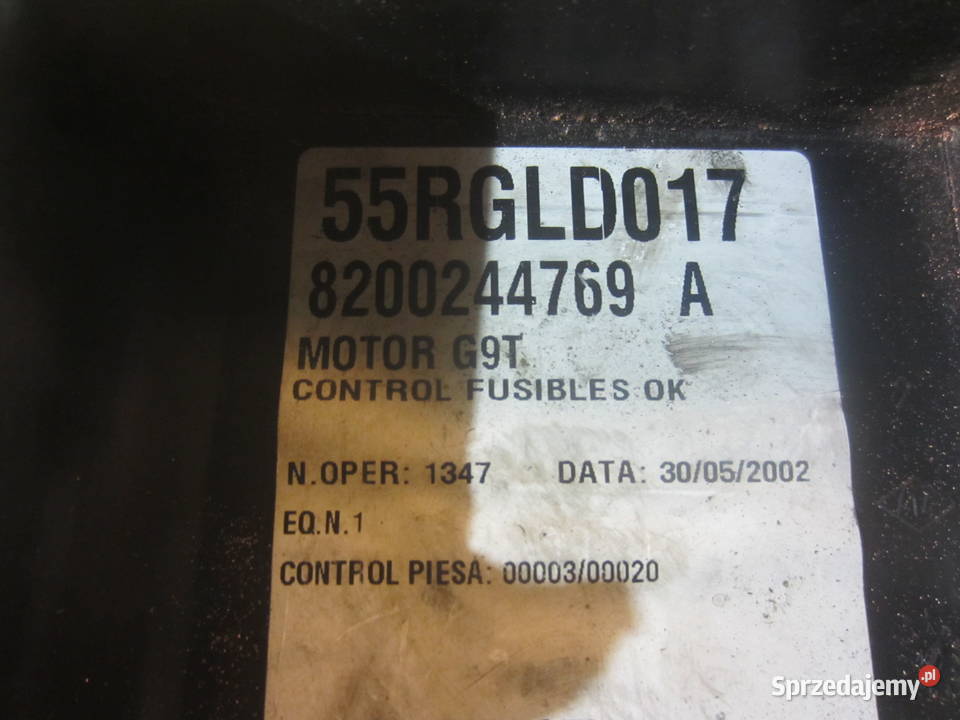 55RGLD017
8200244769 A
MOTOR G9T
CONTROL FUSIBLES OK
N.OPER: 1347 DATA: 30/05/2002
EQ.N.1
CONTROL PIESA: 00003/00020
Sprzedajemy.pl